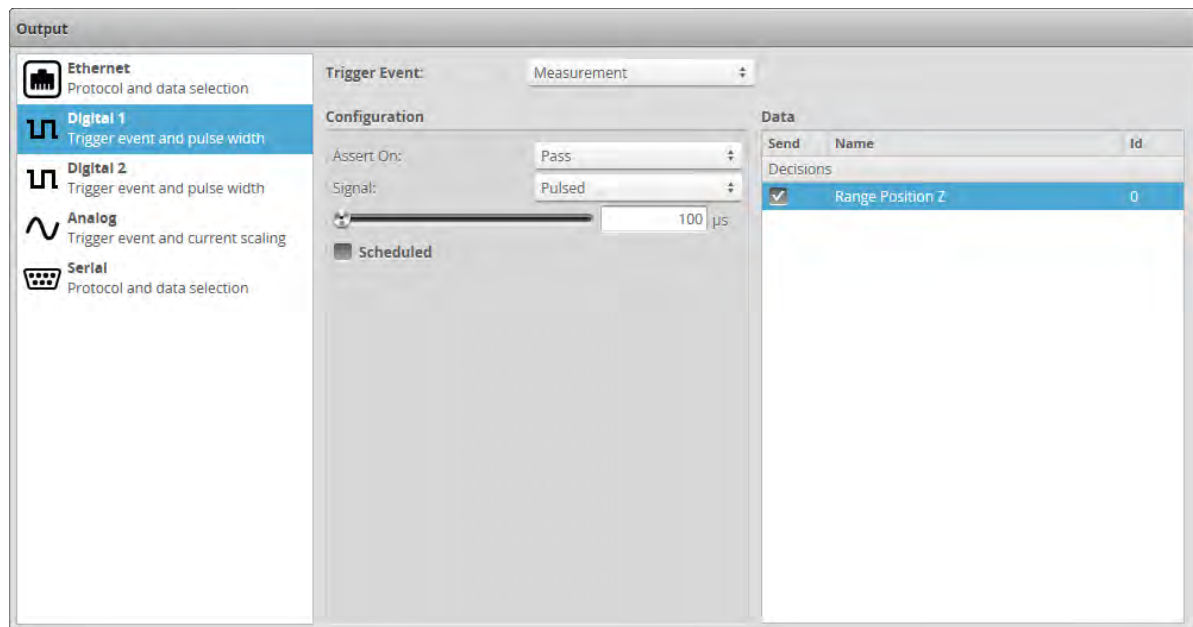 Output
Ethernet
Protocol and data selection
Digital 1
Trigger event and pulse width
Digital 2
Trigger event and pulse width
Analog
Trigger event and current scaling
Serial
Protocol and data selection
Trigger Event: Measurement
Configuration
Assert On: Pass
Signal: Pulsed
100 µs
Scheduled
Data
Send Name Id
Decisions
Range Position Z 0